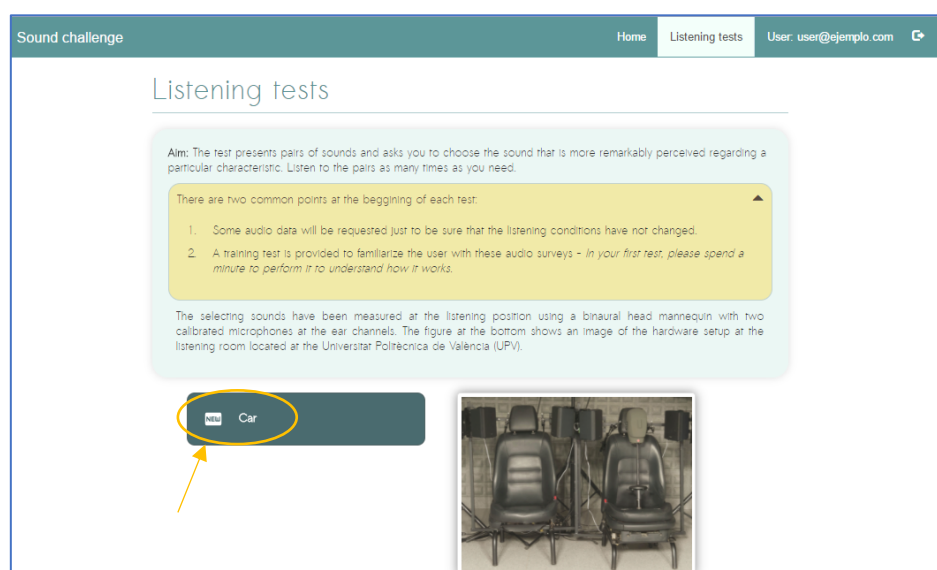 Sound challenge
Home Listening tests User: user@ejemplo.com
Listening tests
Aim: The test presents pairs of sounds and asks you to choose the sound that is more remarkably perceived regarding a
particular characteristic. Listen to the pairs as many times as you need.
There are two common points at the beggining of each test:
1. Some audio data will be requested just to be sure that the listening conditions have not changed.
2. A training test is provided to familiarize the user with these audio surveys - In your first test, please spend a
minute to perform it to understand how it works.
The selecting sounds have been measured at the listening position using a binaural head mannequin with two
calibrated microphones at the ear channels. The figure at the bottom shows an image of the hardware setup at the
listening room located at the Universitat Politècnica de València (UPV).
NEW Car